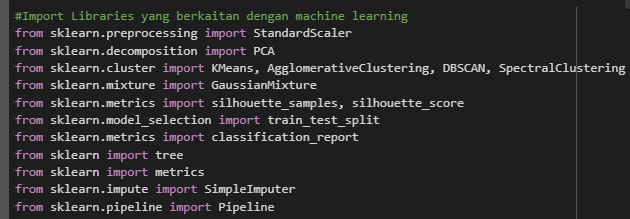 #Import Libraries yang berkaitan dengan machine learning
from sklearn.preprocessing import StandardScaler
from sklearn.decomposition import PCA
from sklearn.cluster import KMeans, AgglomerativeClustering, DBSCAN, SpectralClustering
from sklearn.mixture import GaussianMixture
from sklearn.metrics import silhouette_samples, silhouette_score
from sklearn.model_selection import train_test_split
from sklearn.metrics import classification_report
from sklearn import tree
from sklearn import metrics
from sklearn.impute import SimpleImputer
from sklearn.pipeline import Pipeline